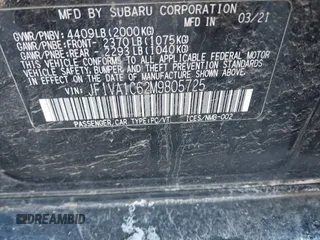 MFD BY SUBARU CORPORATION 03/21
GVWR/PNBV: 4409LB(2000KG)
GAWR/PNBE: FRONT- 2370LB(1075KG)
GAWR/PNBE: REAR - 2293LB(1040KG)
THIS VEHICLE CONFORMS TO ALL APPLICABLE
FEDERAL MOTOR VEHICLE SAFETY, BUMPER,
AND THEFT PREVENTION STANDARDS IN
EFFECT ON THE DATE OF MANUFACTURE
SHOWN ABOVE.
VIN: JF1VA1C62M9805725
PASSENGER CAR TYPE:PC/VT ICES/NMB-002
DREAMBID